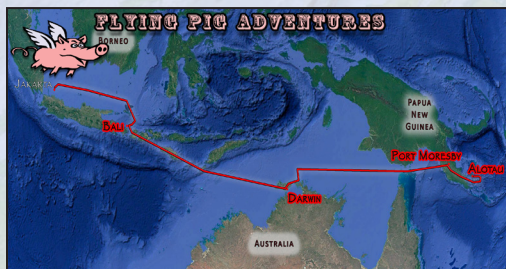 FLYING PIG ADVENTURES
BORNEO
JAKARTA
BALI
PAPUA
NEW
GUINEA
PORT MORESBY
ALOTAU
DARWIN
AUSTRALIA